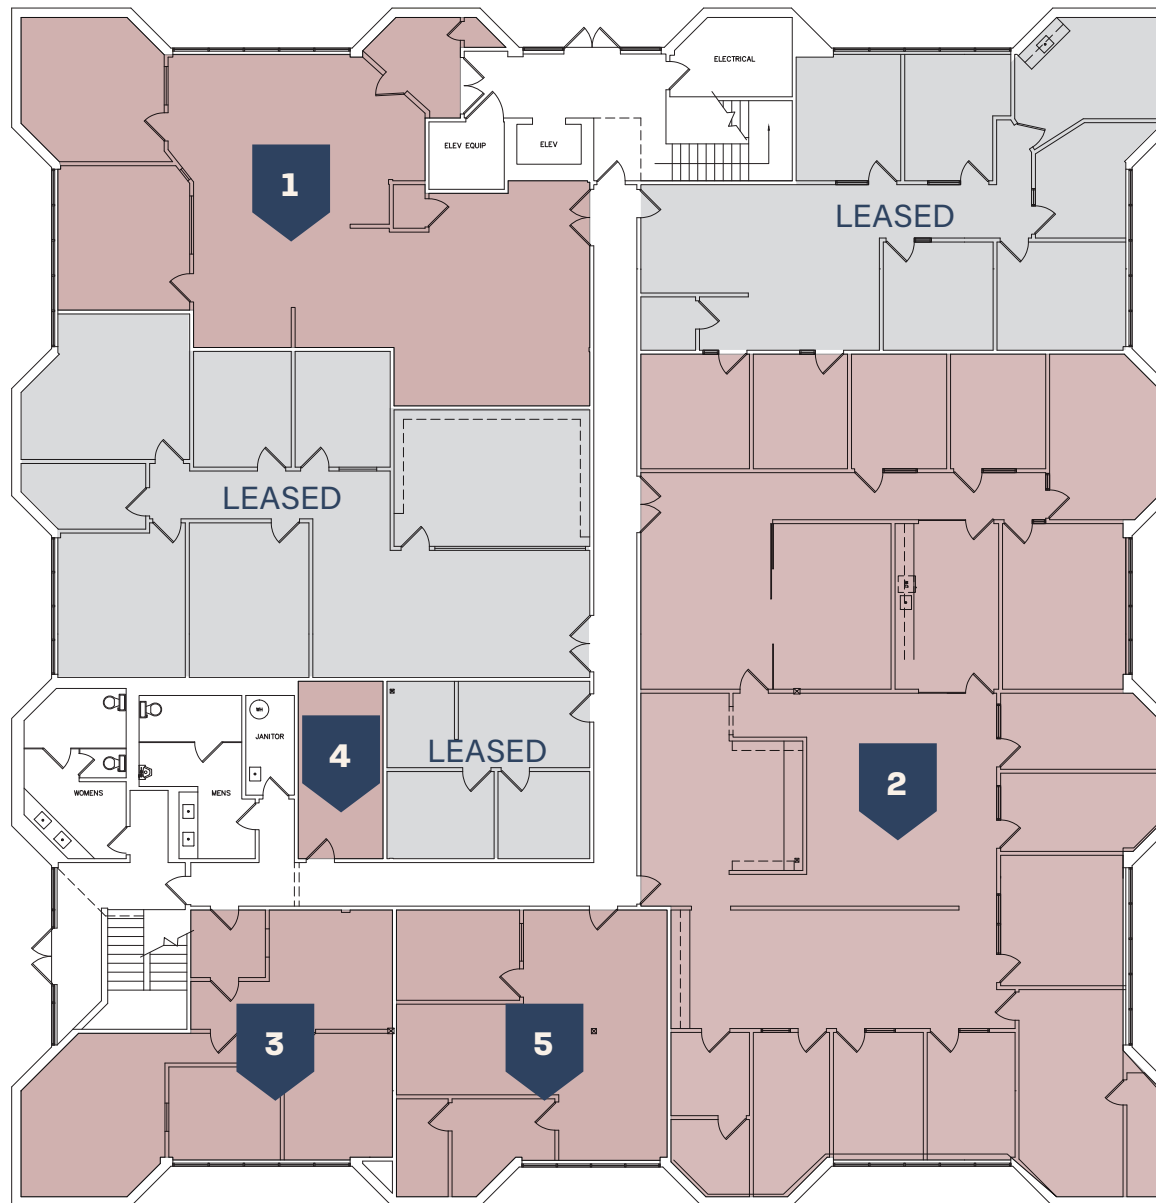 ELECTRICAL
ELEV EQUIP
ELEV
1
LEASED
LEASED
WH
JANITOR
4
LEASED
2
WOMENS
MENS
3
5